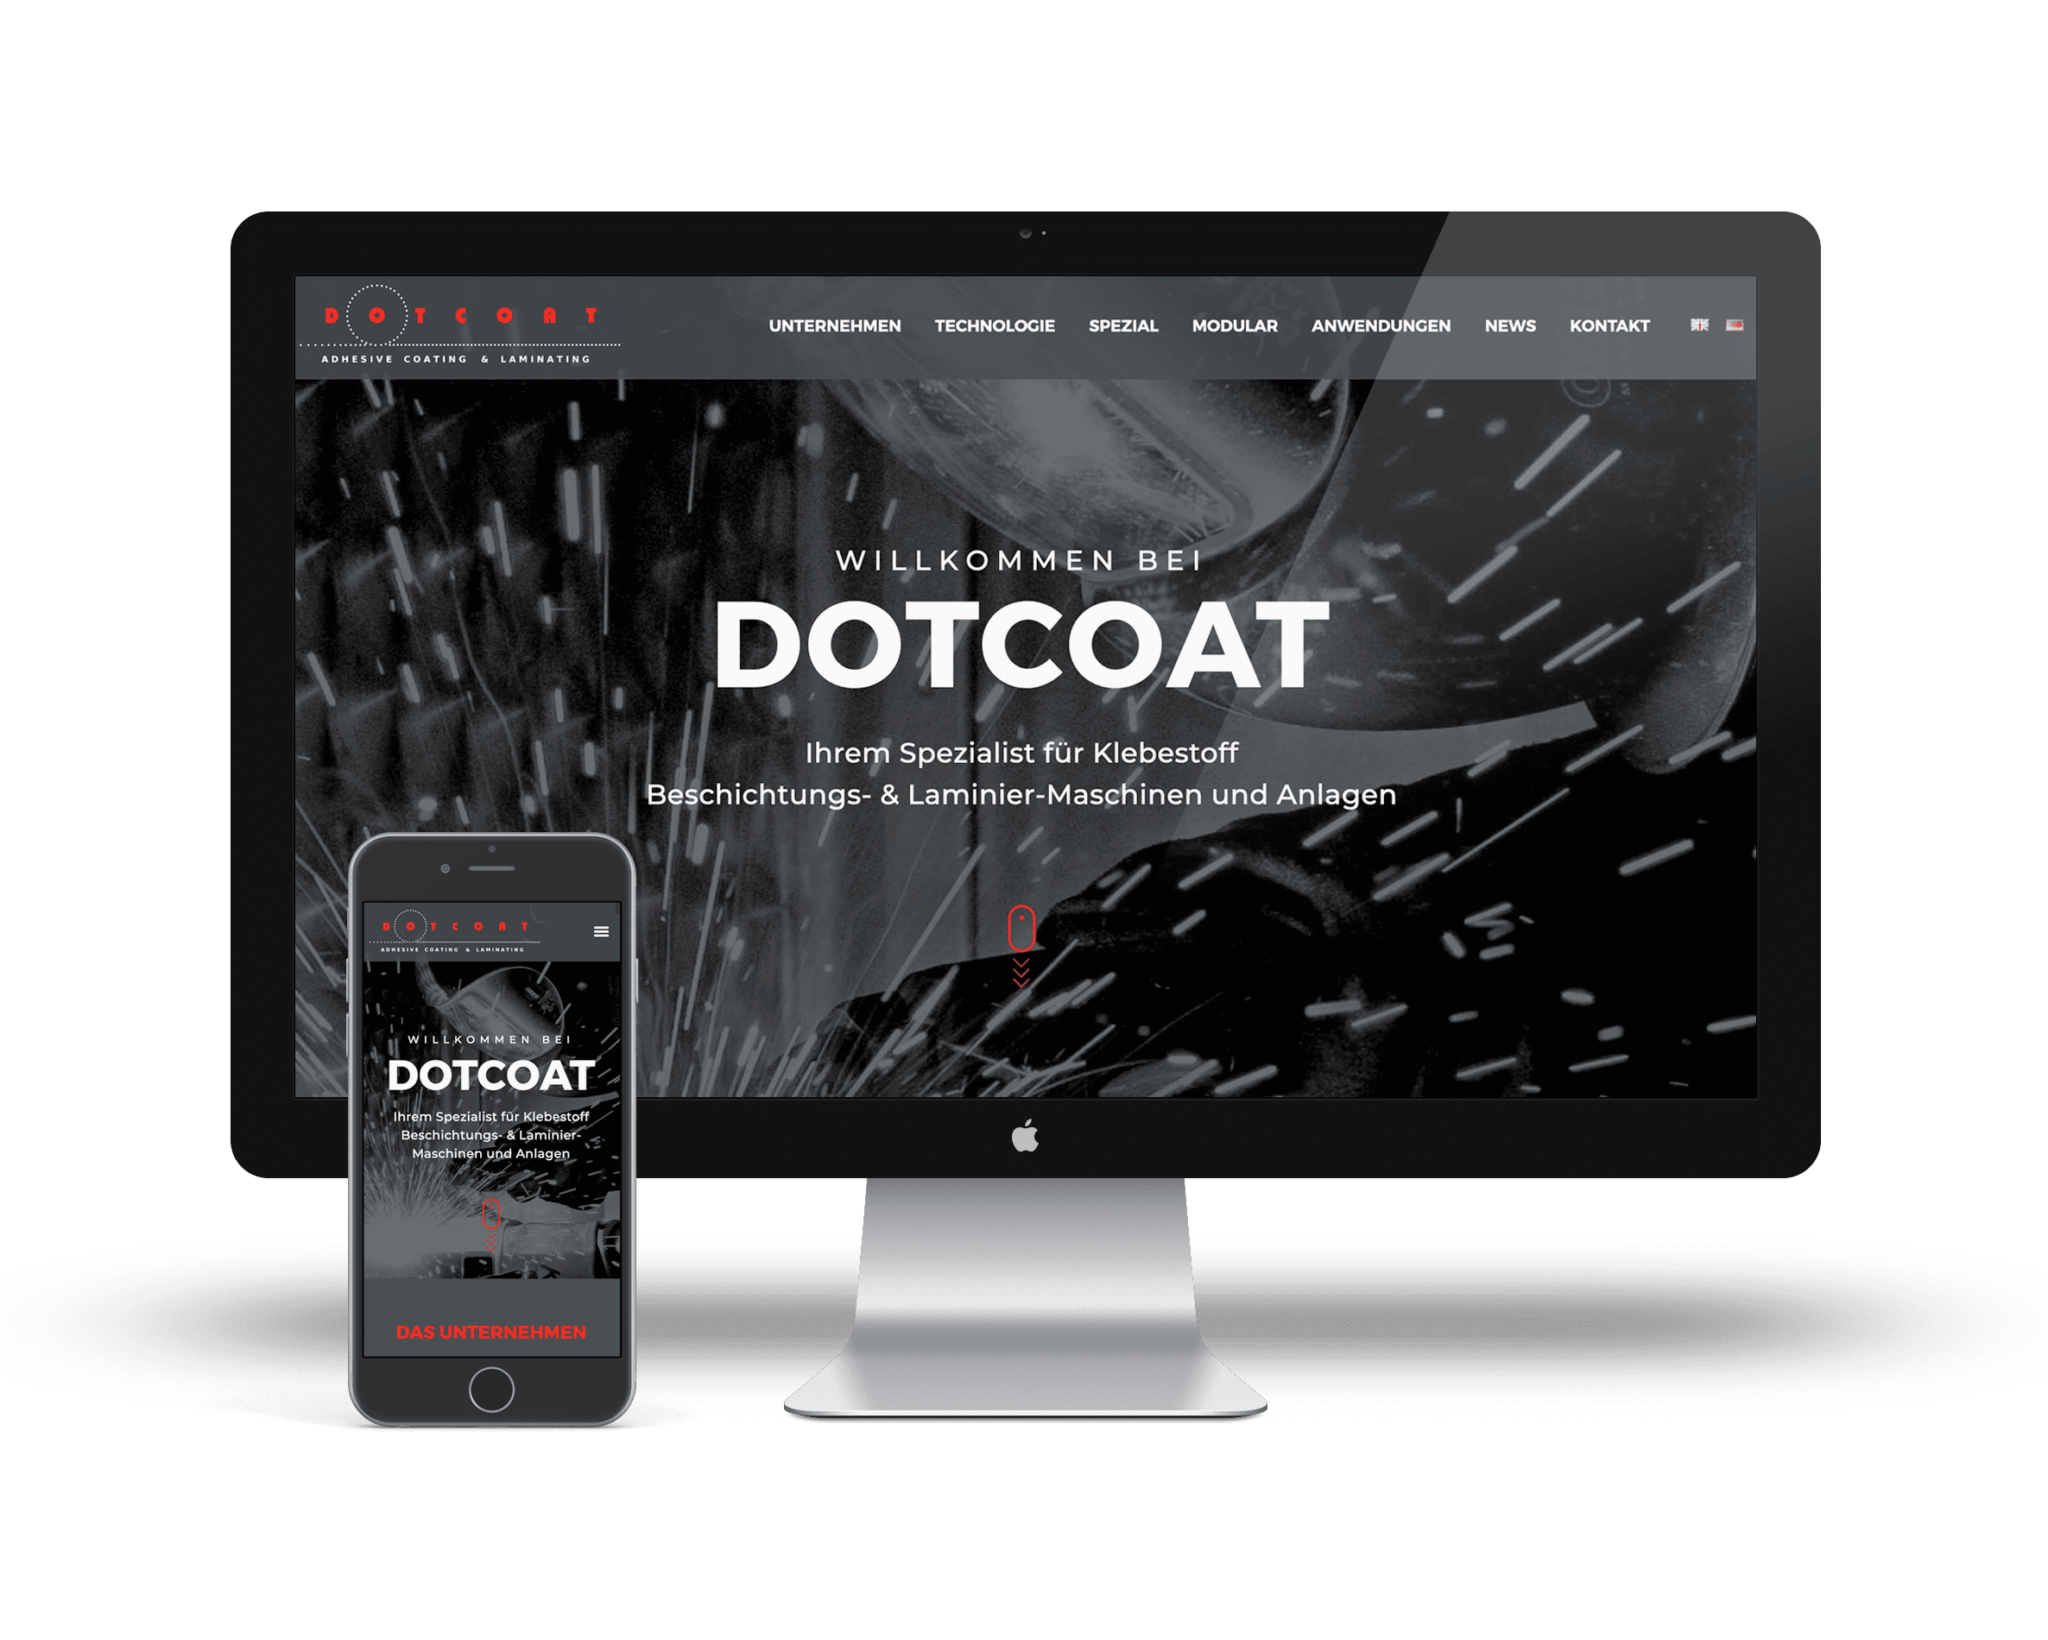 DOTCOAT
ADHESIVE COATING & LAMINATING
UNTERNEHMEN TECHNOLOGIE SPEZIAL MODULAR ANWENDUNGEN NEWS KONTAKT
WILLKOMMEN BEI
DOTCOAT
Ihrem Spezialist für Klebestoff
Beschichtungs- & Laminier-Maschinen und Anlagen
DOTCOAT
ADHESIVE COATING & LAMINATING
WILLKOMMEN BEI
DOTCOAT
Ihrem Spezialist für Klebestoff
Beschichtungs- & Laminier-
Maschinen und Anlagen
DAS UNTERNEHMEN